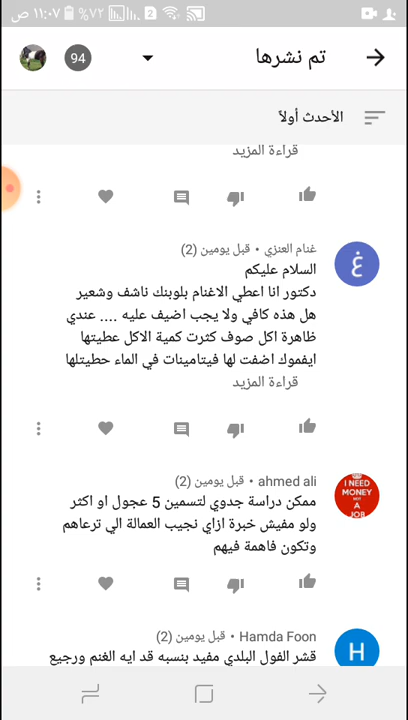 ١١:٠٧ ص
٧٢%
2
تم نشرها
94
الأحدث أولاً
قراءة المزيد
غنام العنزي • قبل يومين (2)
السلام عليكم
دكتور انا اعطي الاغنام بلوبنك ناشف وشعير
هل هذه كافي ولا يجب اضيف عليه .... عندي
ظاهرة اكل صوف كثرت كمية الاكل عطيتها
ايفموك اضفت لها فيتامينات في الماء حطيتلها
قراءة المزيد
غ
ahmed ali • قبل يومين (2)
ممكن دراسة جدوي لتسمين 5 عجول او اكثر
ولو مفيش خبرة ازاي نجيب العمالة الي ترعاهم
وتكون فاهمة فيهم
I NEED
MONEY
A
JOB
Hamda Foon • قبل يومين (2)
قشر الفول البلدي مفيد بنسبه قد ايه الغنم ورجيع
H